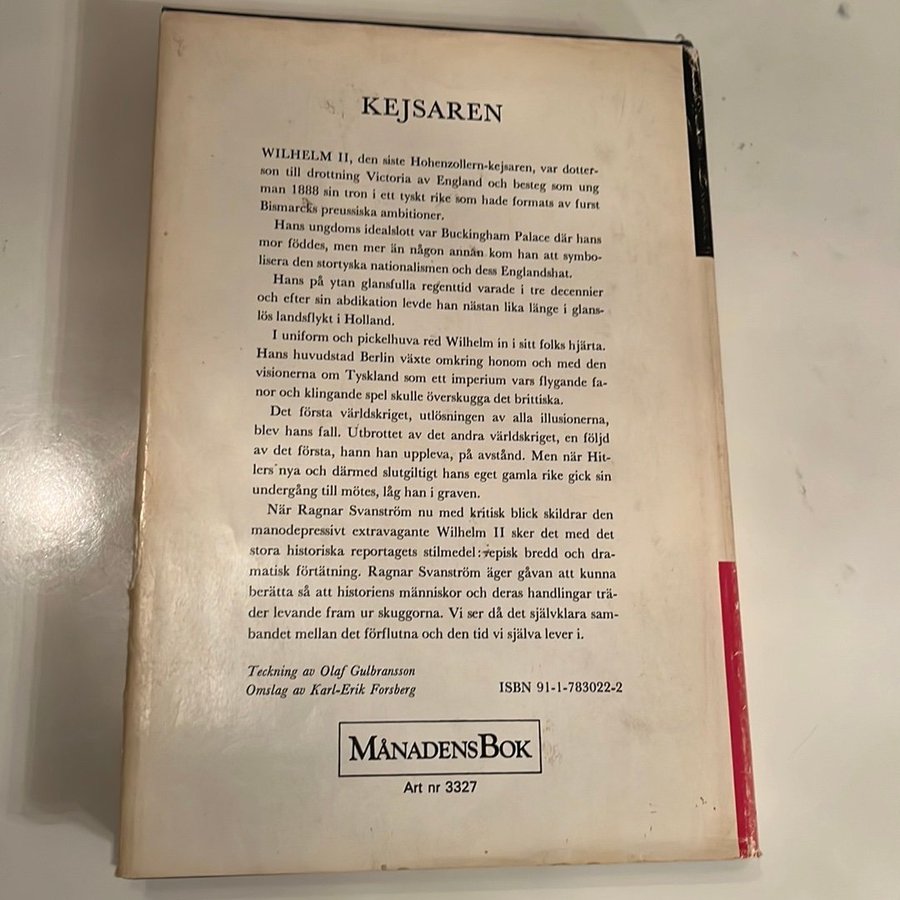 KEJSAREN
WILHELM II, den siste Hohenzollern-kejsaren, var dotter-
son till drottning Victoria av England och besteg som ung
man 1888 sin tron i ett tyskt rike som hade formats av furst
Bismarcks preussiska ambitioner.
Hans ungdoms idealslott var Buckingham Palace där hans
mor föddes, men mer än någon annan kom han att symbo-
lisera den stortyska nationalismen och dess Englandshat.
Hans på ytan glansfulla regenttid varade i tre decennier
och efter sin abdikation levde han nästan lika länge i glans-
lös landsflykt i Holland.
I uniform och pickelhuva red Wilhelm in i sitt folks hjärta.
Hans huvudstad Berlin växte omkring honom och med den
visionerna om Tyskland som ett imperium vars flygande fa-
nor och klingande spel skulle överskugga det brittiska.
Det första världskriget, utlösningen av alla illusionerna,
blev hans fall. Utbrottet av det andra världskriget, en följd
av det första, hann han uppleva, på avstånd. Men när Hit-
lers nya och därmed slutgiltigt hans eget gamla rike gick sin
undergång till mötes, låg han i graven.
När Ragnar Svanström nu med kritisk blick skildrar den
manodepressivt extravagante Wilhelm II sker det med det
stora historiska reportagets stilmedel: episk bredd och dra-
matisk förtätning. Ragnar Svanström äger gåvan att kunna
berätta så att historiens människor och deras handlingar trä-
der levande fram ur skuggorna. Vi ser då det självklara sam-
bandet mellan det förflutna och den tid vi själva lever i.
Teckning av Olaf Gulbransson
Omslag av Karl-Erik Forsberg
ISBN 91-1-783022-2
MÅNADENSBOK
Art nr 3327